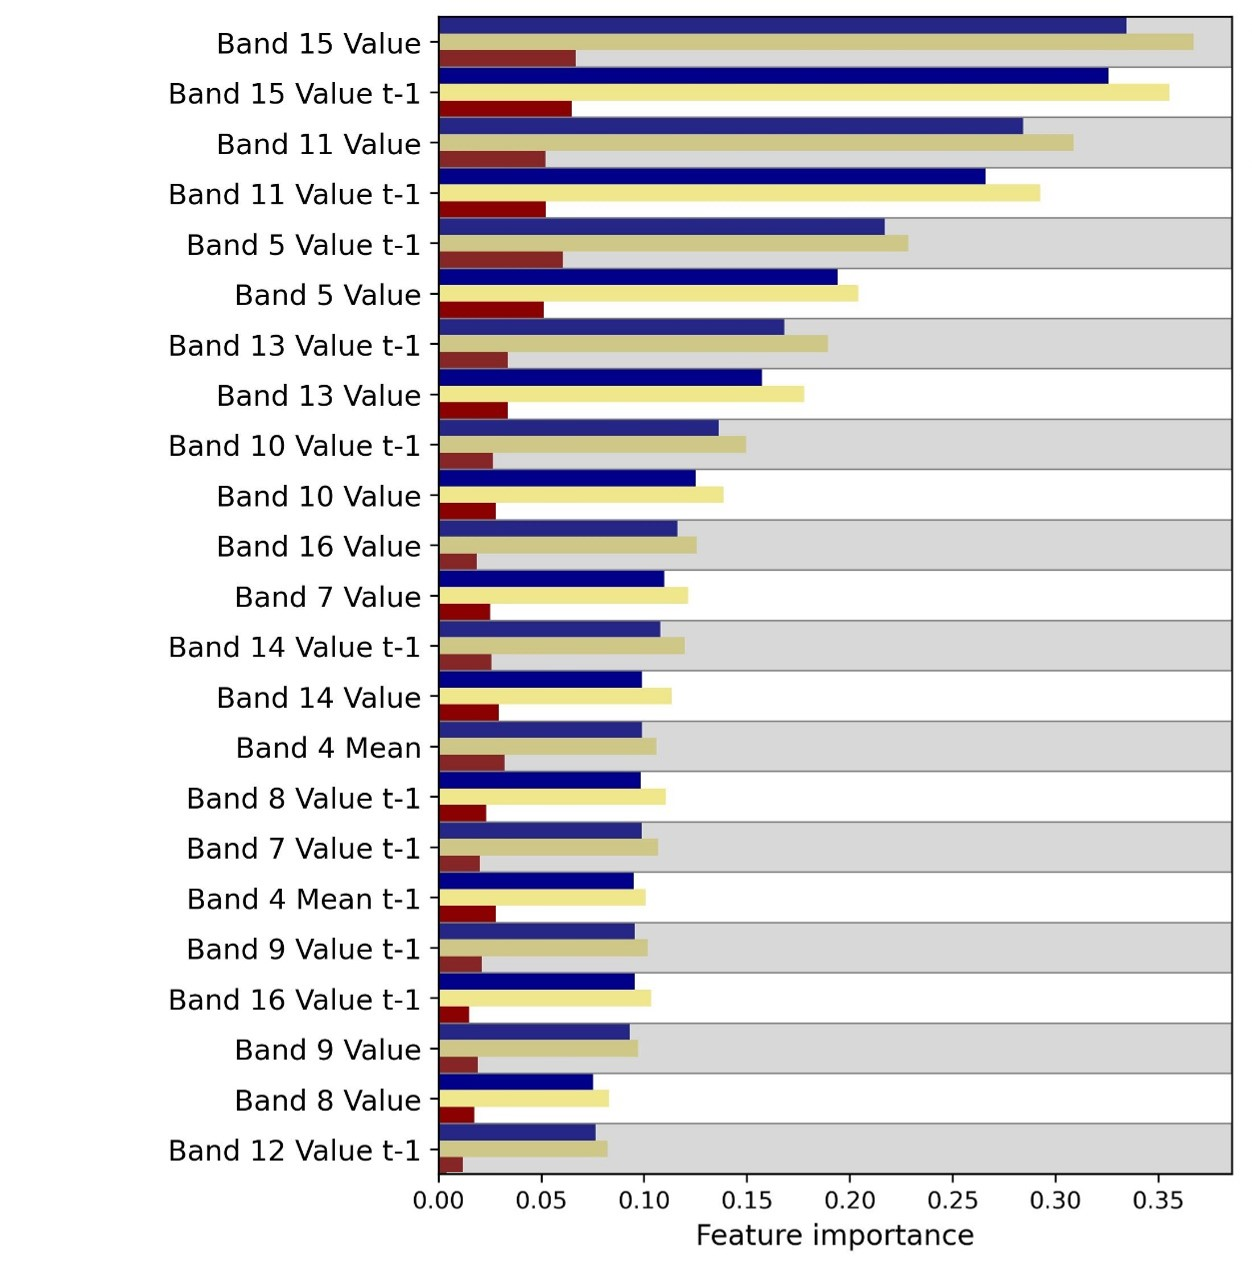 Band 15 Value
Band 15 Value t-1
Band 11 Value
Band 11 Value t-1
Band 5 Value t-1
Band 5 Value
Band 13 Value t-1
Band 13 Value
Band 10 Value t-1
Band 10 Value
Band 16 Value
Band 7 Value
Band 14 Value t-1
Band 14 Value
Band 4 Mean
Band 8 Value t-1
Band 7 Value t-1
Band 4 Mean t-1
Band 9 Value t-1
Band 16 Value t-1
Band 9 Value
Band 8 Value
Band 12 Value t-1
0.00 0.05 0.10 0.15 0.20 0.25 0.30 0.35
Feature importance